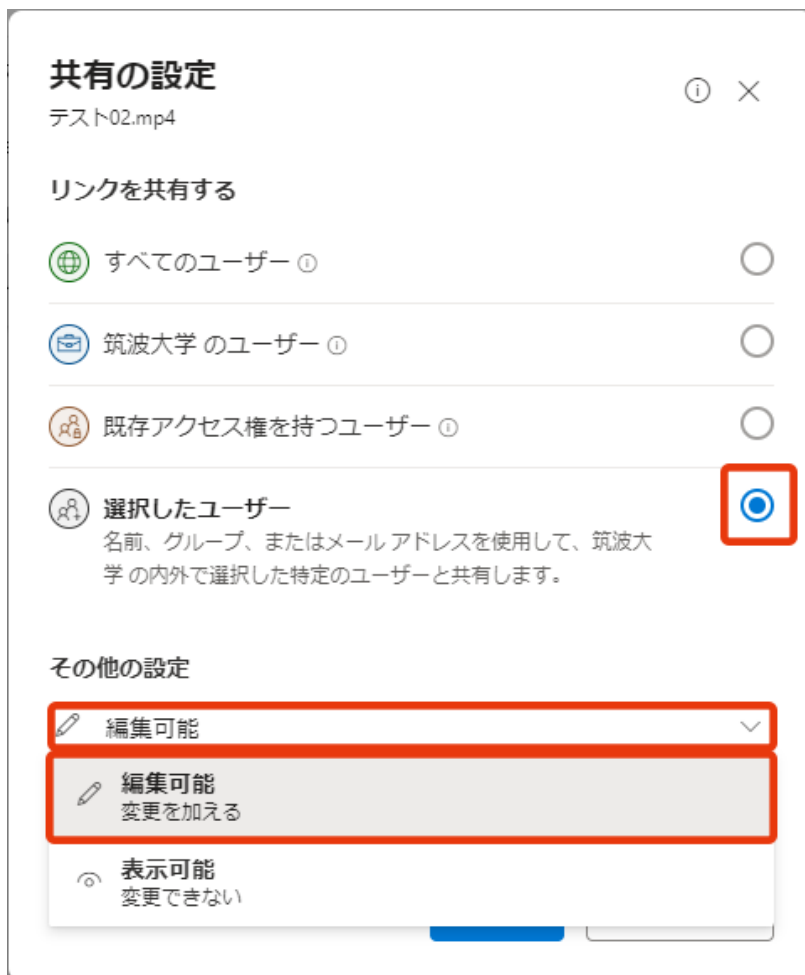 共有の設定
テスト02.mp4
リンクを共有する
すべてのユーザー
筑波大学 のユーザー
既存アクセス権を持つユーザー
選択したユーザー
名前、グループ、またはメール アドレスを使用して、筑波大
学 の内外で選択した特定のユーザーと共有します。
その他の設定
編集可能
編集可能
変更を加える
表示可能
変更できない